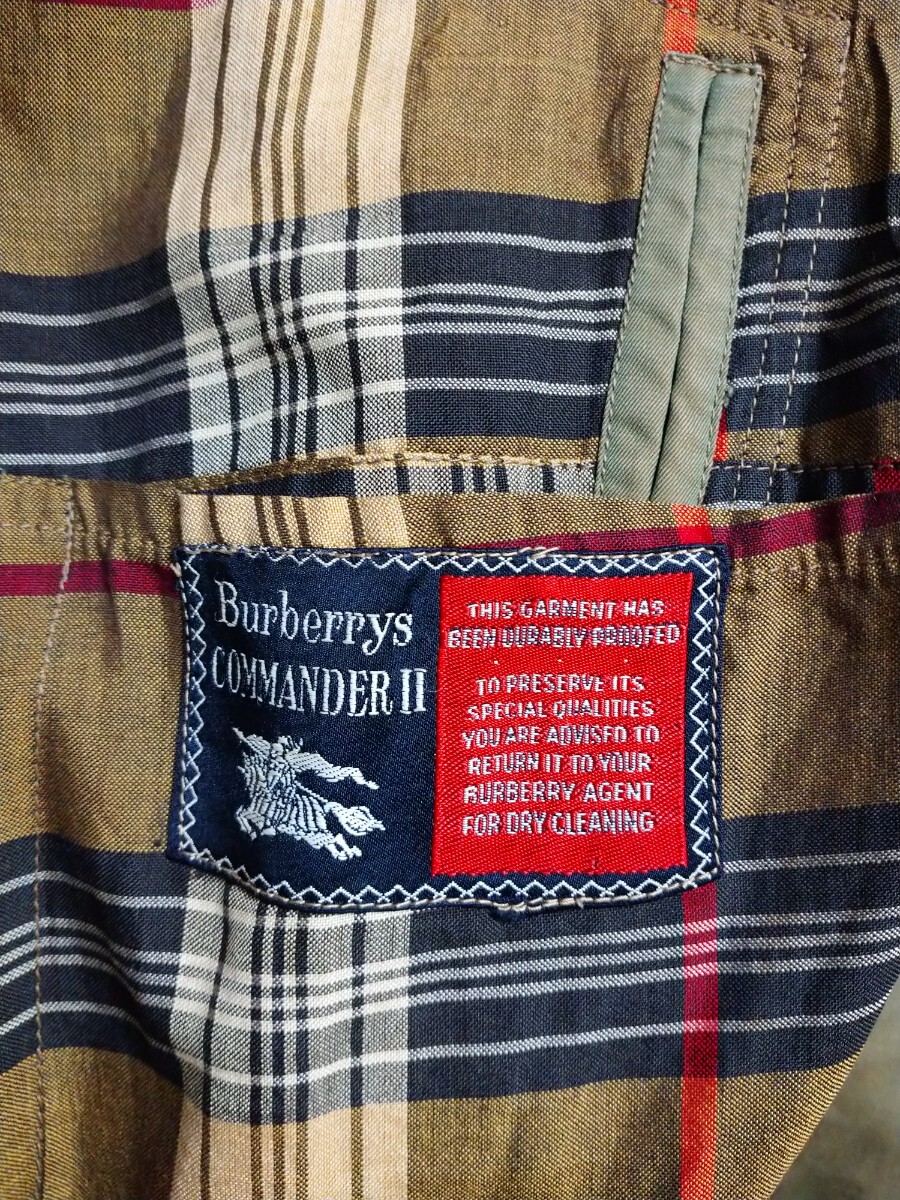 Burberrys
COMMANDER II
THIS GARMENT HAS
BEEN DURABLY PROOFED
TO PRESERVE ITS
SPECIAL QUALITIES
YOU ARE ADVISED TO
RETURN IT TO YOUR
BURBERRY AGENT
FOR DRY CLEANING